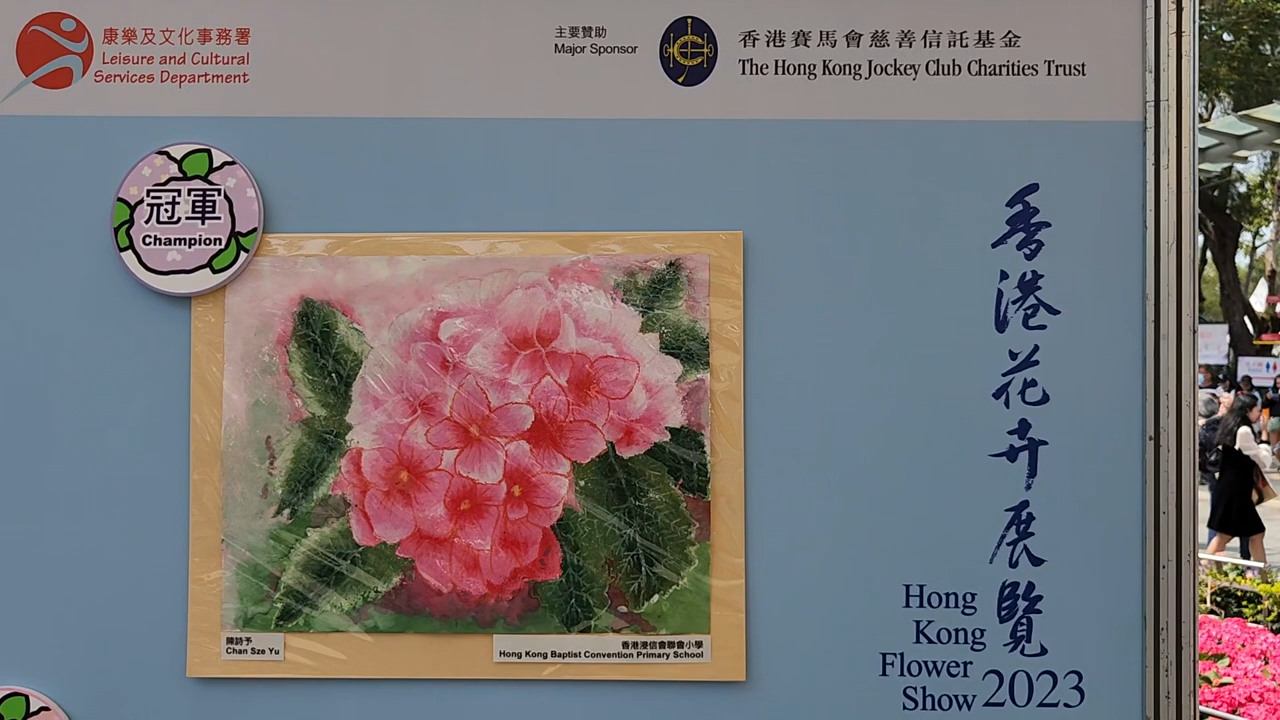 康樂及文化事務署
Leisure and Cultural
Services Department
主要贊助
Major Sponsor
香港賽馬會慈善信託基金
The Hong Kong Jockey Club Charities Trust
冠軍
Champion
陳詩予
Chan Sze Yu
香港浸信會聯會小學
Hong Kong Baptist Convention Primary School
香港花卉展覽
Hong
Kong
Flower
Show 2023